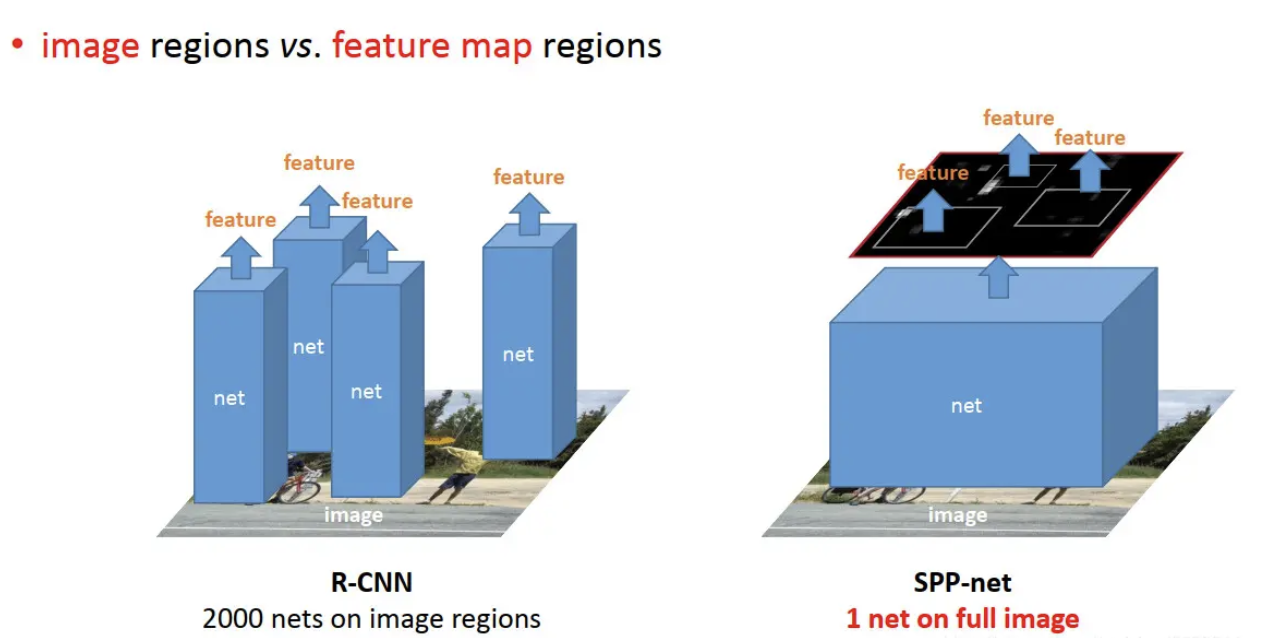 • image regions vs. feature map regions
feature
feature
feature
feature
net
net
net
net
image
R-CNN
2000 nets on image regions
feature
feature
feature
net
image
SPP-net
1 net on full image